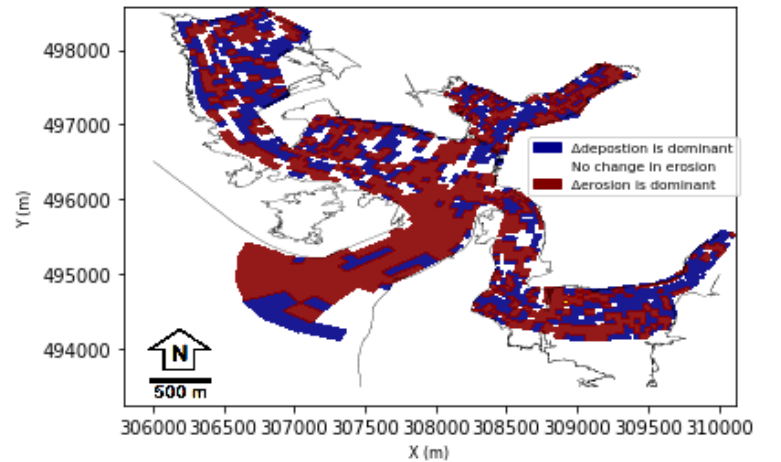 498000
497000
496000
495000
494000
Y (m)
Δdepostion is dominant
No change in erosion
Δerosion is dominant
N
500 m
306000 306500 307000 307500 308000 308500 309000 309500 310000
X (m)